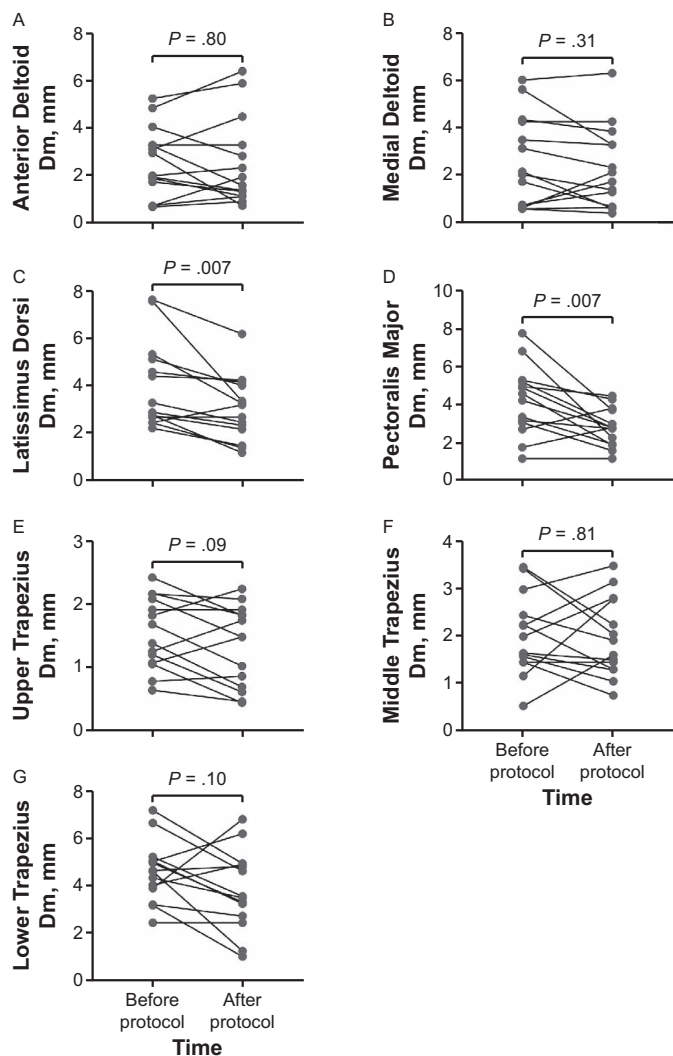 A
P = .80
8
6
4
2
0
Anterior Deltoid
Dm, mm
B
P = .31
8
6
4
2
0
Medial Deltoid
Dm, mm
C
P = .007
8
6
4
2
0
Latissimus Dorsi
Dm, mm
D
P = .007
10
8
6
4
2
0
Pectoralis Major
Dm, mm
E
P = .09
3
2
1
0
Upper Trapezius
Dm, mm
F
P = .81
4
3
2
1
0
Middle Trapezius
Dm, mm
Before
protocol
After
protocol
Time
G
P = .10
8
6
4
2
0
Lower Trapezius
Dm, mm
Before
protocol
After
protocol
Time